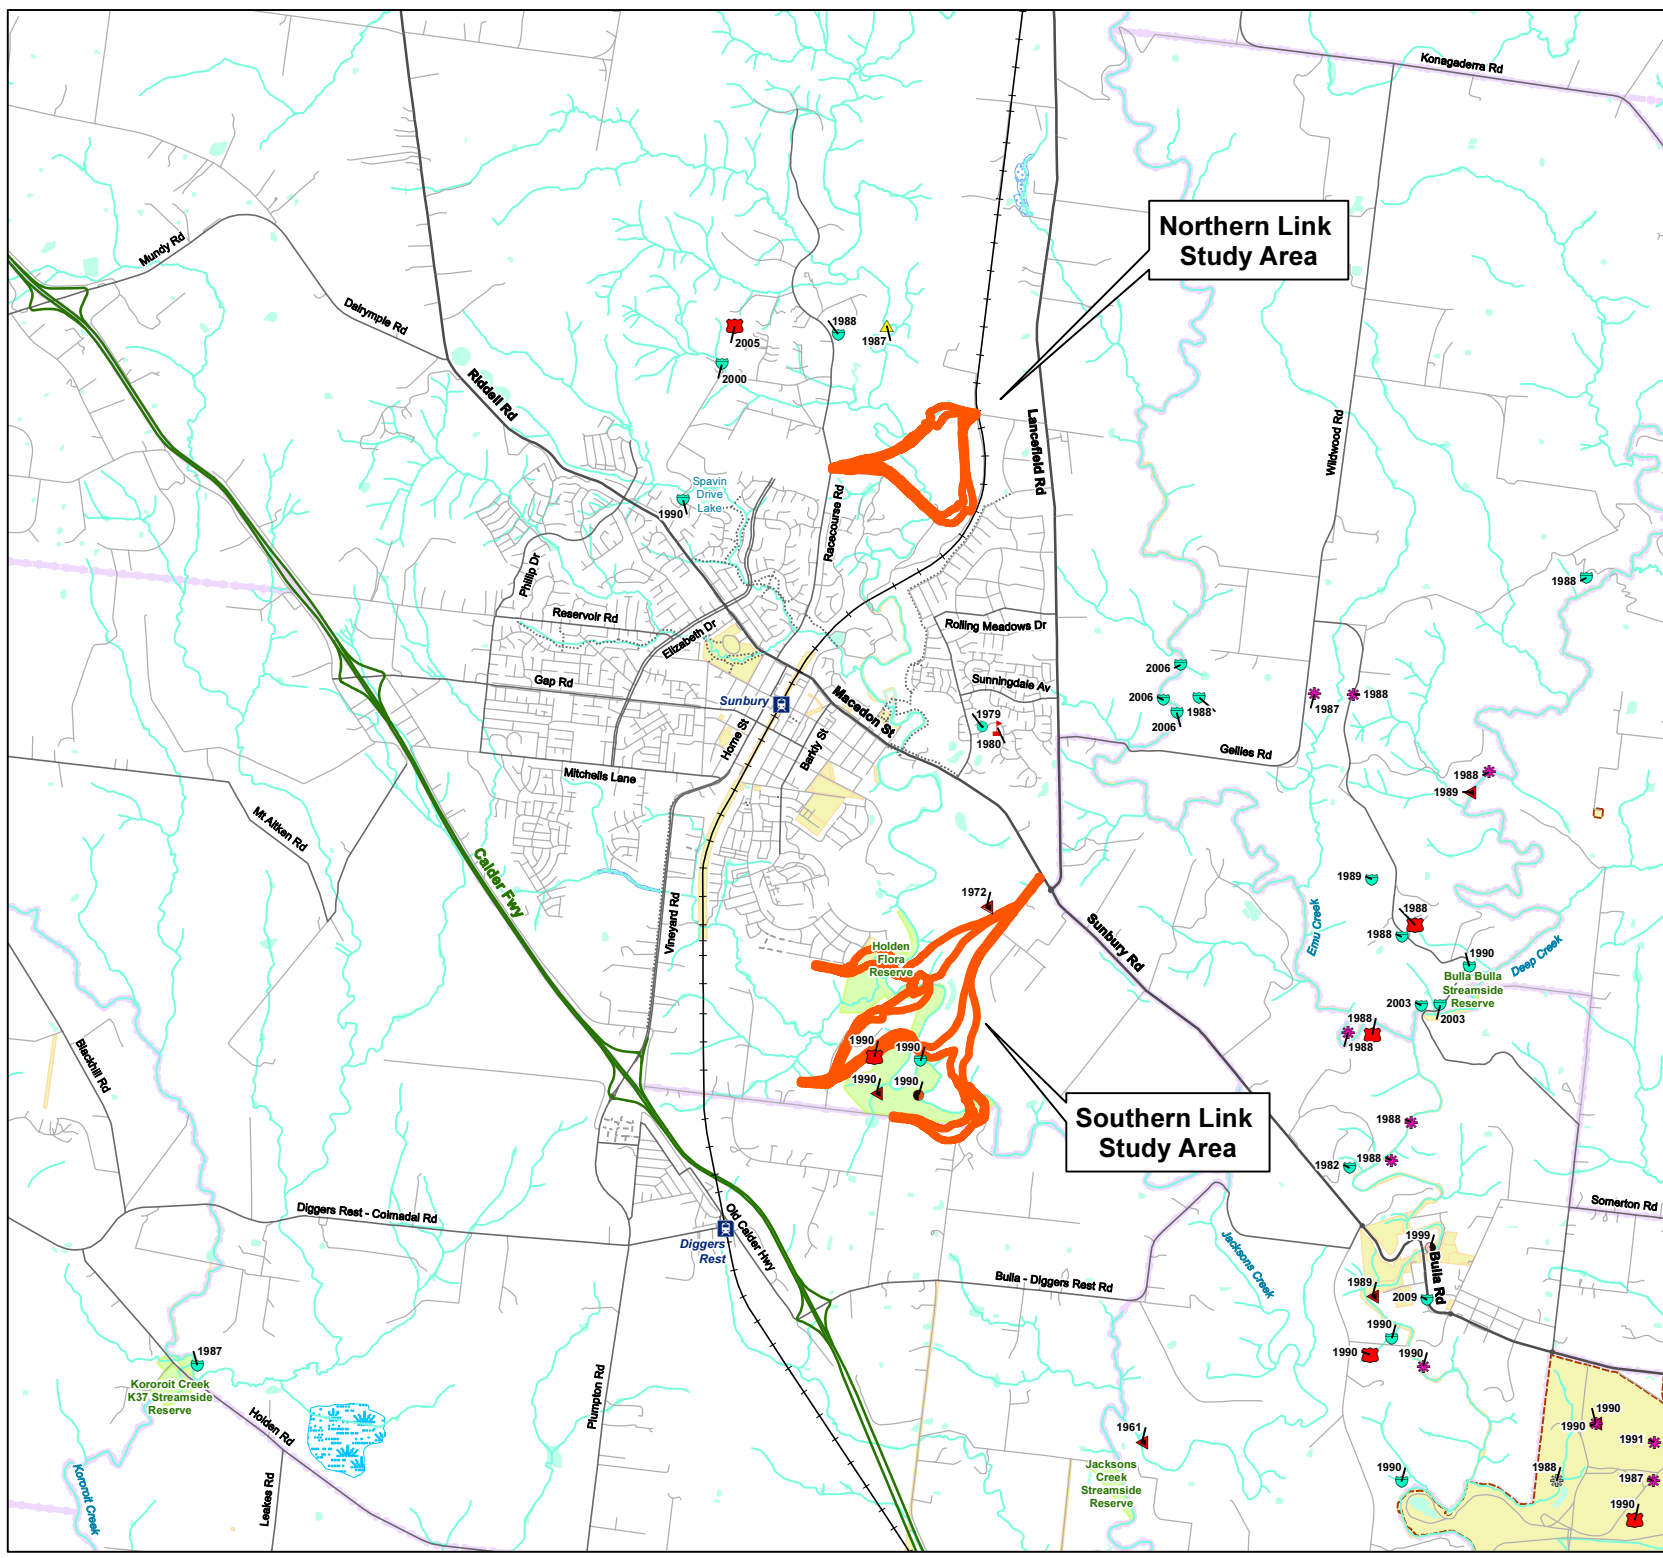 Konagaderra Rd
Northern Link
Study Area
Mundy Rd
Dalrymple Rd
1988
1987
2005
2000
Riddell Rd
Lancefield Rd
Wildwood Rd
Spavin
Drive
Lake
1990
Racecourse Rd
Phillip Dr
1988
Reservoir Rd
Elizabeth Dr
Rolling Meadows Dr
2006
Gap Rd
Sunningdale Av
Sunbury
Macedon St
2006
1988
2006
1987
1988
1979
1980
Horne St
Barkly St
Gellies Rd
Mitchells Lane
1988
1989
Mt Aitken Rd
Calder Fwy
1989
1972
Vineyard Rd
Sunbury Rd
Emu Creek
1988
1988
1990
Deep Creek
Holden
Flora
Reserve
Bulla Bulla
Streamside
Reserve
2003
2003
1988
1988
Blackhill Rd
1990
1990
1990
1990
Southern Link
Study Area
1988
1982
1988
Somerton Rd
Diggers Rest - Coimadai Rd
Old Calder Hwy
Diggers
Rest
Jacksons Creek
1999
Bulla Rd
Bulla - Diggers Rest Rd
1989
2009
1990
1990
1990
1987
Kororoit Creek
K37 Streamside
Reserve
Holden Rd
Plumpton Rd
1961
1990
1990
1991
Jacksons
Creek
Streamside
Reserve
1990
1988
1987
1990
Kororoit Creek
Leakes Rd